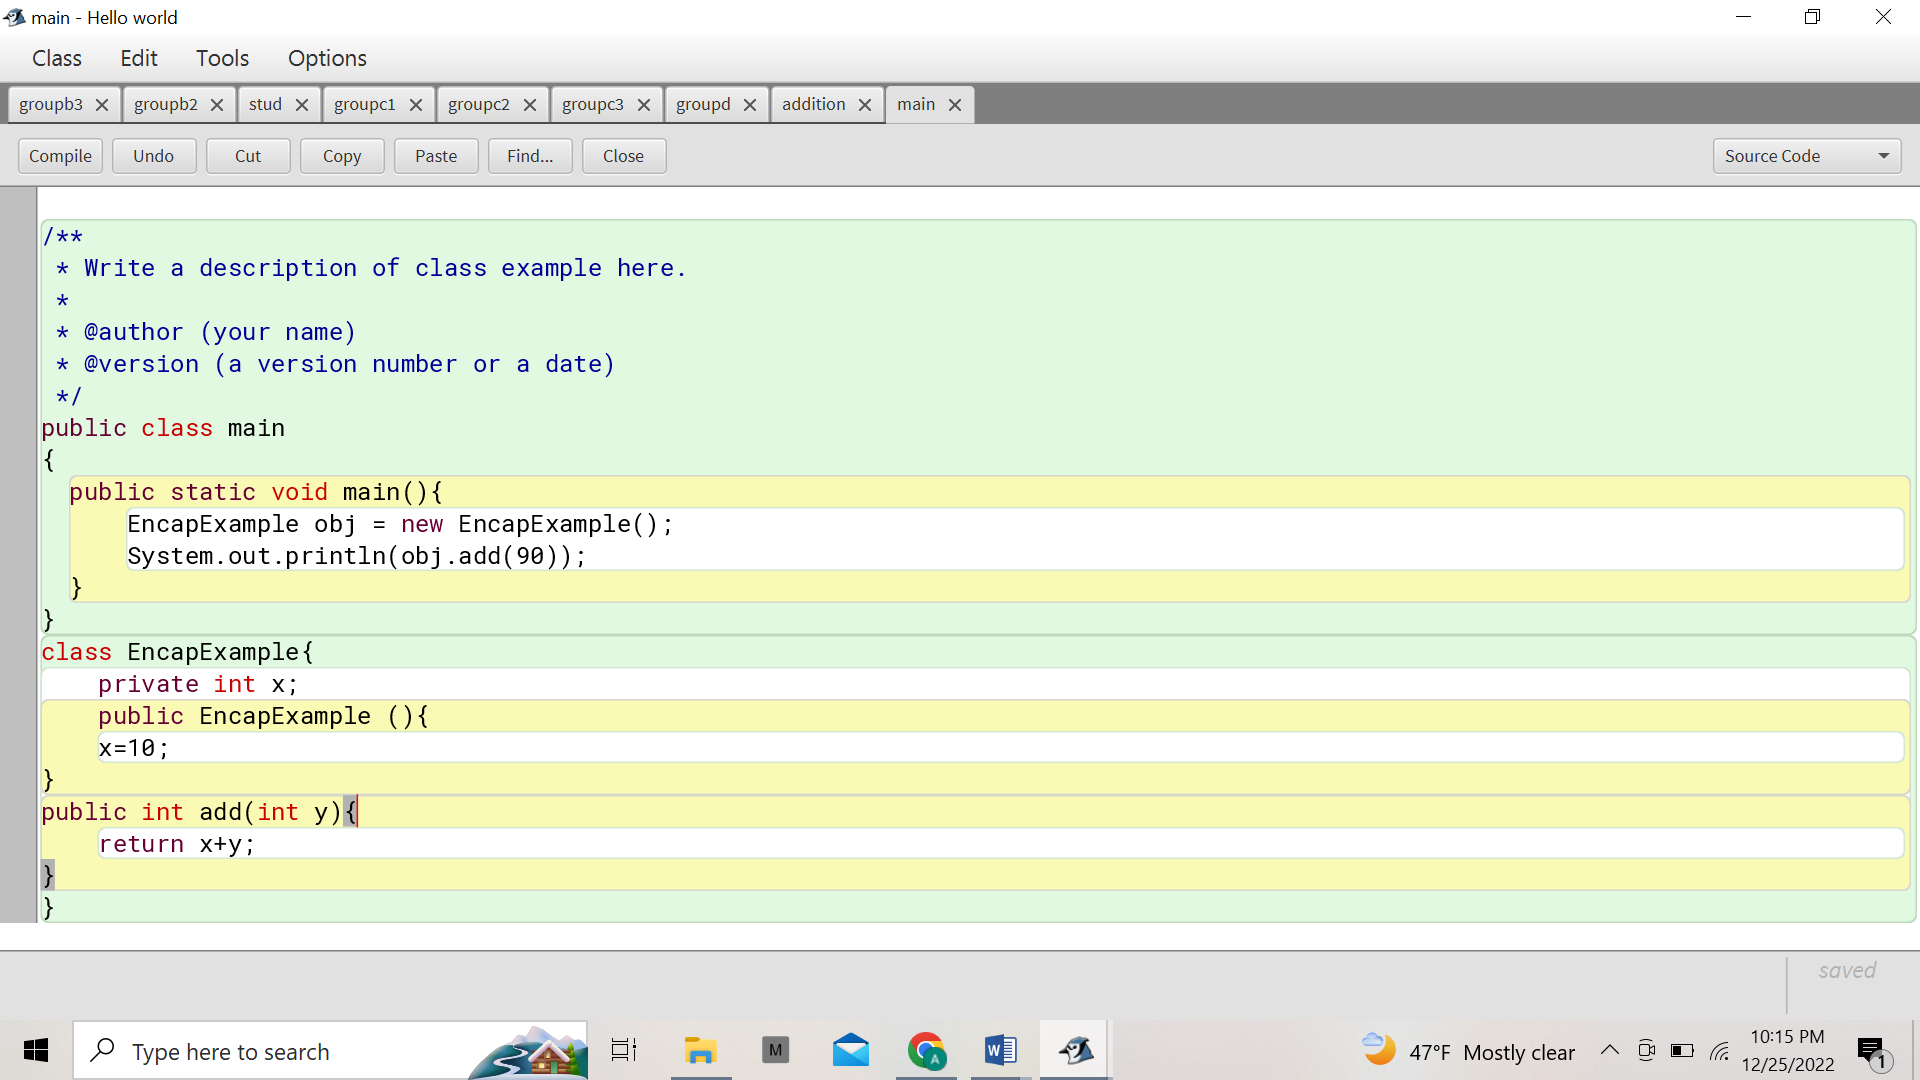 main - Hello world
Class Edit Tools Options
groupb3 groupb2 stud groupc1 groupc2 groupc3 groupd addition main
Compile Undo Cut Copy Paste Find... Close Source Code
/**
* Write a description of class example here.
*
* @author (your name)
* @version (a version number or a date)
*/
public class main
{
public static void main(){
EncapExample obj = new EncapExample();
System.out.println(obj.add(90));
}
}
class EncapExample{
private int x;
public EncapExample (){
x=10;
}
public int add(int y){
return x+y;
}
}
saved
Type here to search
M
A
W
47°F Mostly clear
10:15 PM
12/25/2022
1